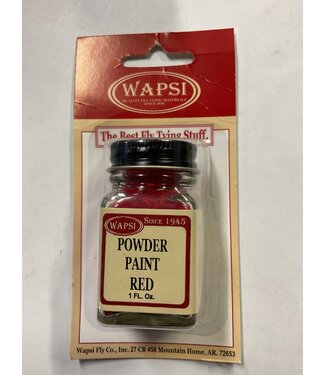 WAPSI
QUALITY FLY TYING MATERIALS
SINCE 1945
The Best Fly Tying Stuff.
WAPSI
SINCE 1945
POWDER
PAINT
RED
1 FL. Oz.
Wapsi Fly Co., Inc. 27 CR 458 Mountain Home, AR. 72653